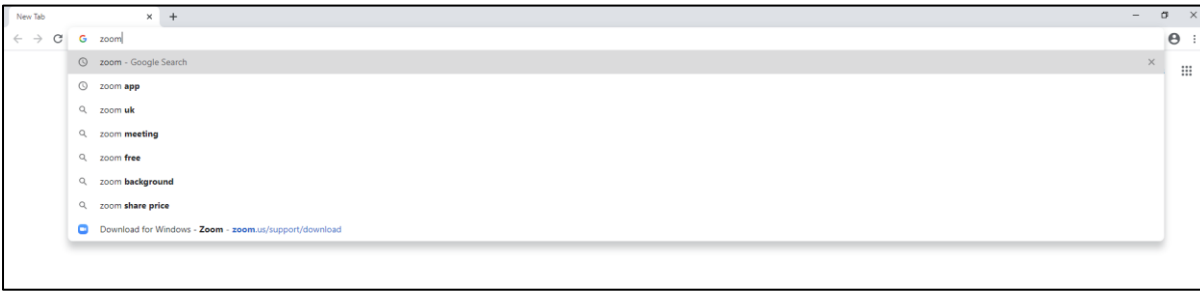 New Tab
zoom
zoom - Google Search
zoom app
zoom uk
zoom meeting
zoom free
zoom background
zoom share price
Download for Windows - Zoom - zoom.us/support/download